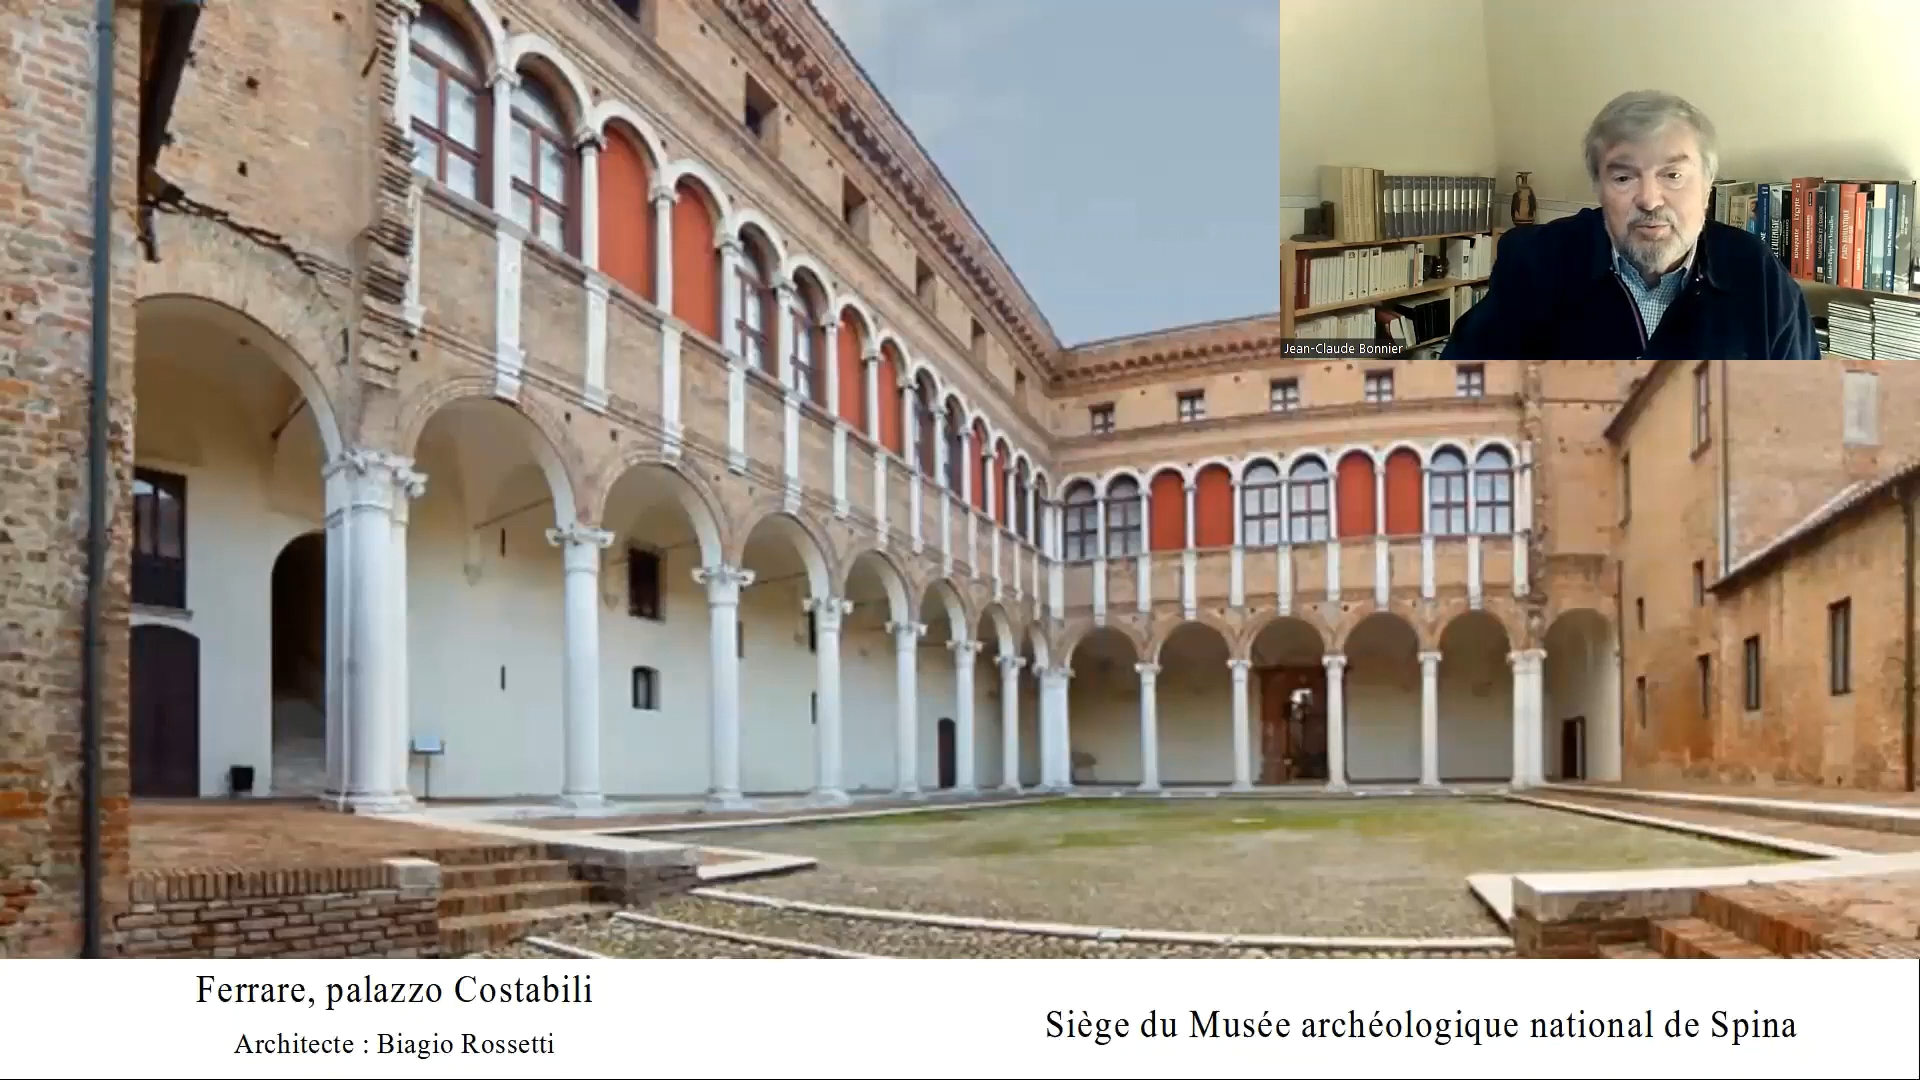 Jean-Claude Bonnier
Ferrare, palazzo Costabili
Architecte : Biagio Rossetti
Siège du Musée archéologique national de Spina